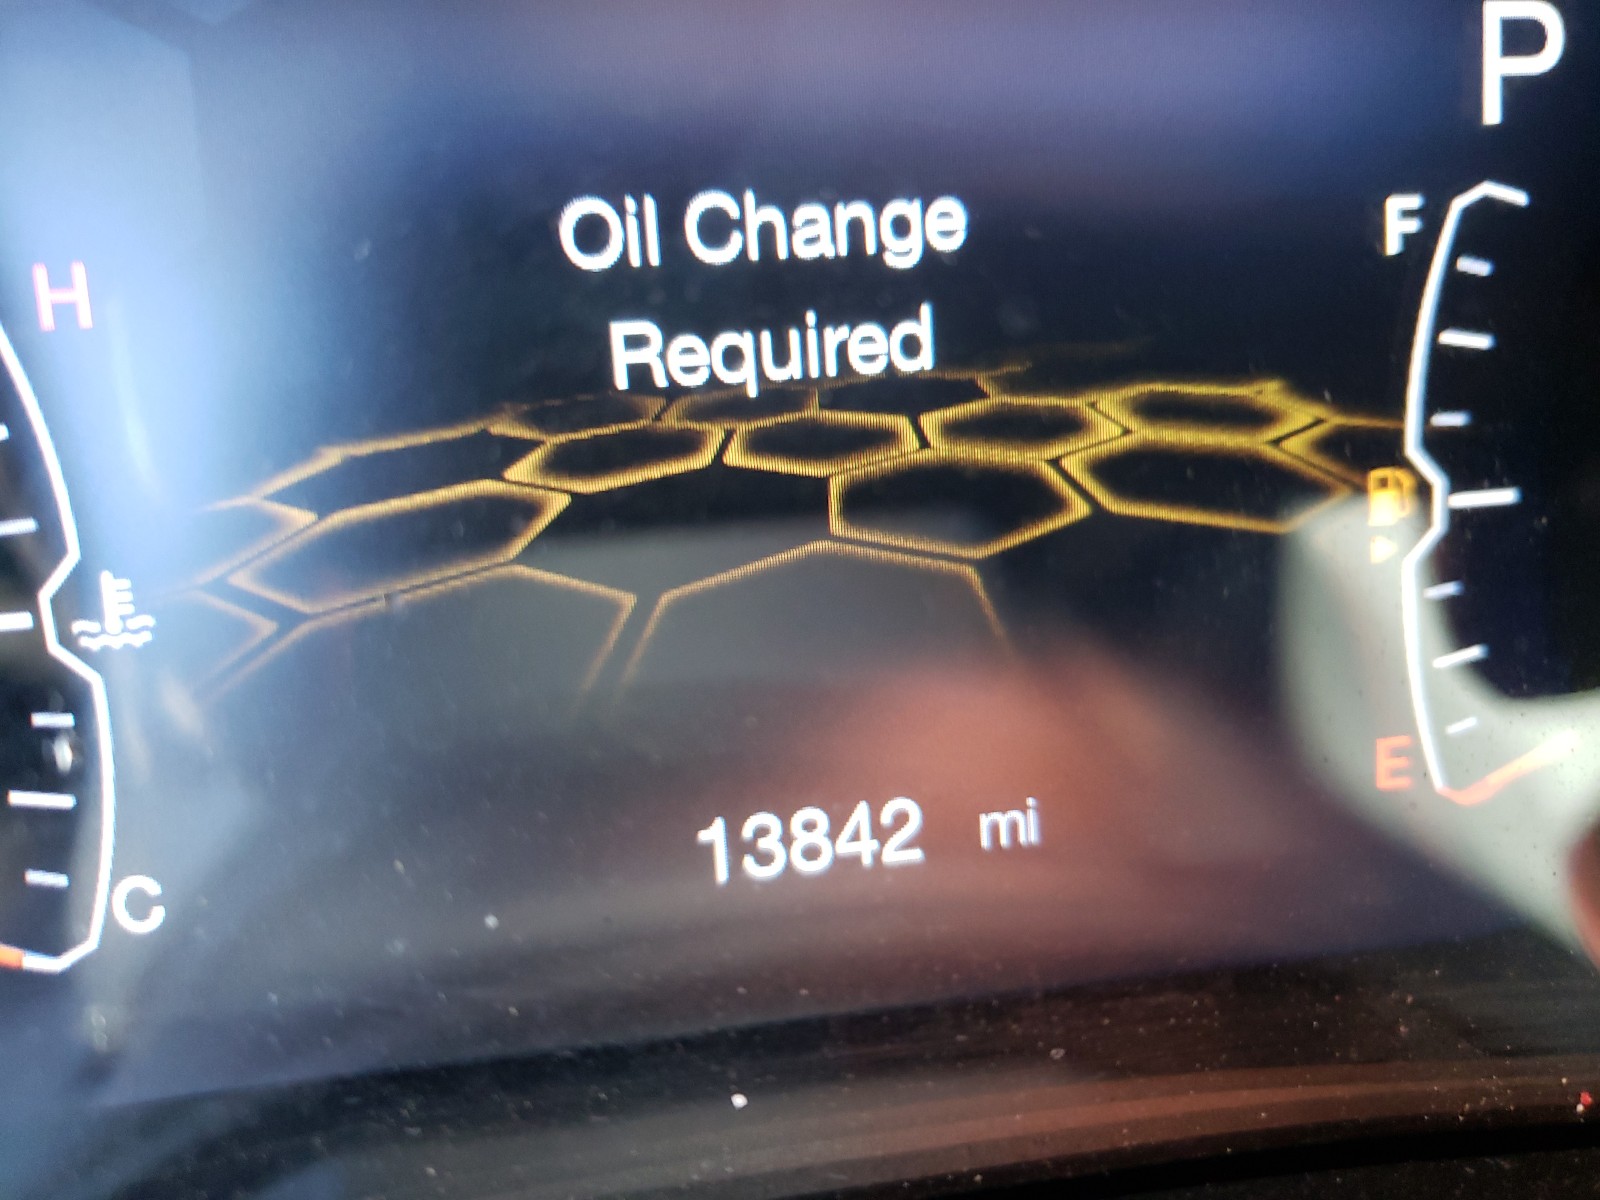 P
Oil Change
Required
F
H
E
13842 mi
C